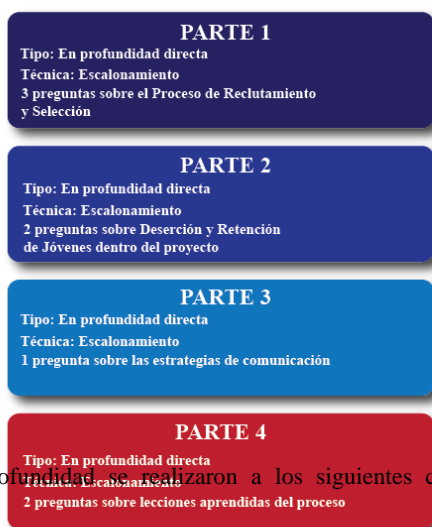 PARTE 1
Tipo: En profundidad directa
Técnica: Escalonamiento
3 preguntas sobre el Proceso de Reclutamiento
y Selección
PARTE 2
Tipo: En profundidad directa
Técnica: Escalonamiento
2 preguntas sobre Deserción y Retención
de Jóvenes dentro del proyecto
PARTE 3
Tipo: En profundidad directa
Técnica: Escalonamiento
1 pregunta sobre las estrategias de comunicación
PARTE 4
Tipo: En profundidad directa
ofundidad se realizaron a los siguientes
Técnica: Escalonamiento
2 preguntas sobre lecciones aprendidas del proceso